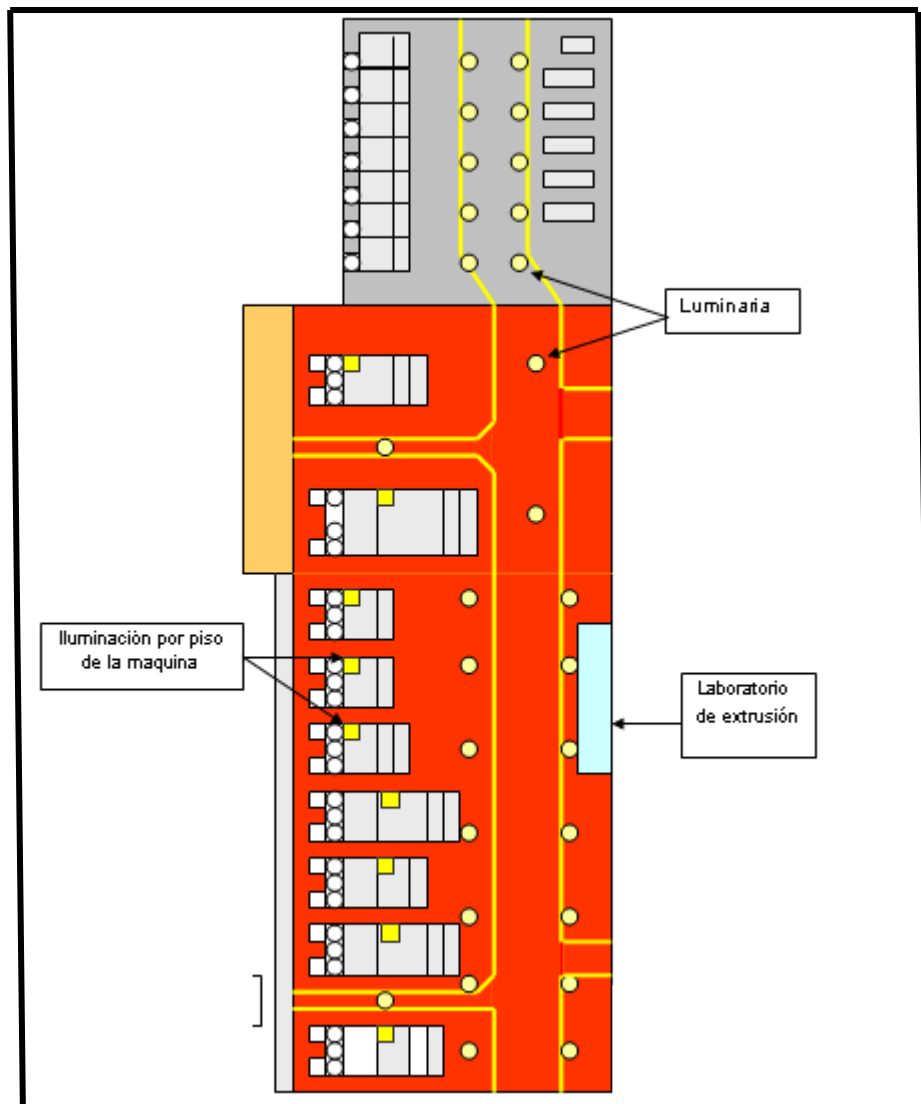 Luminaria
Iluminación por piso
de la maquina
Laboratorio
de extrusión